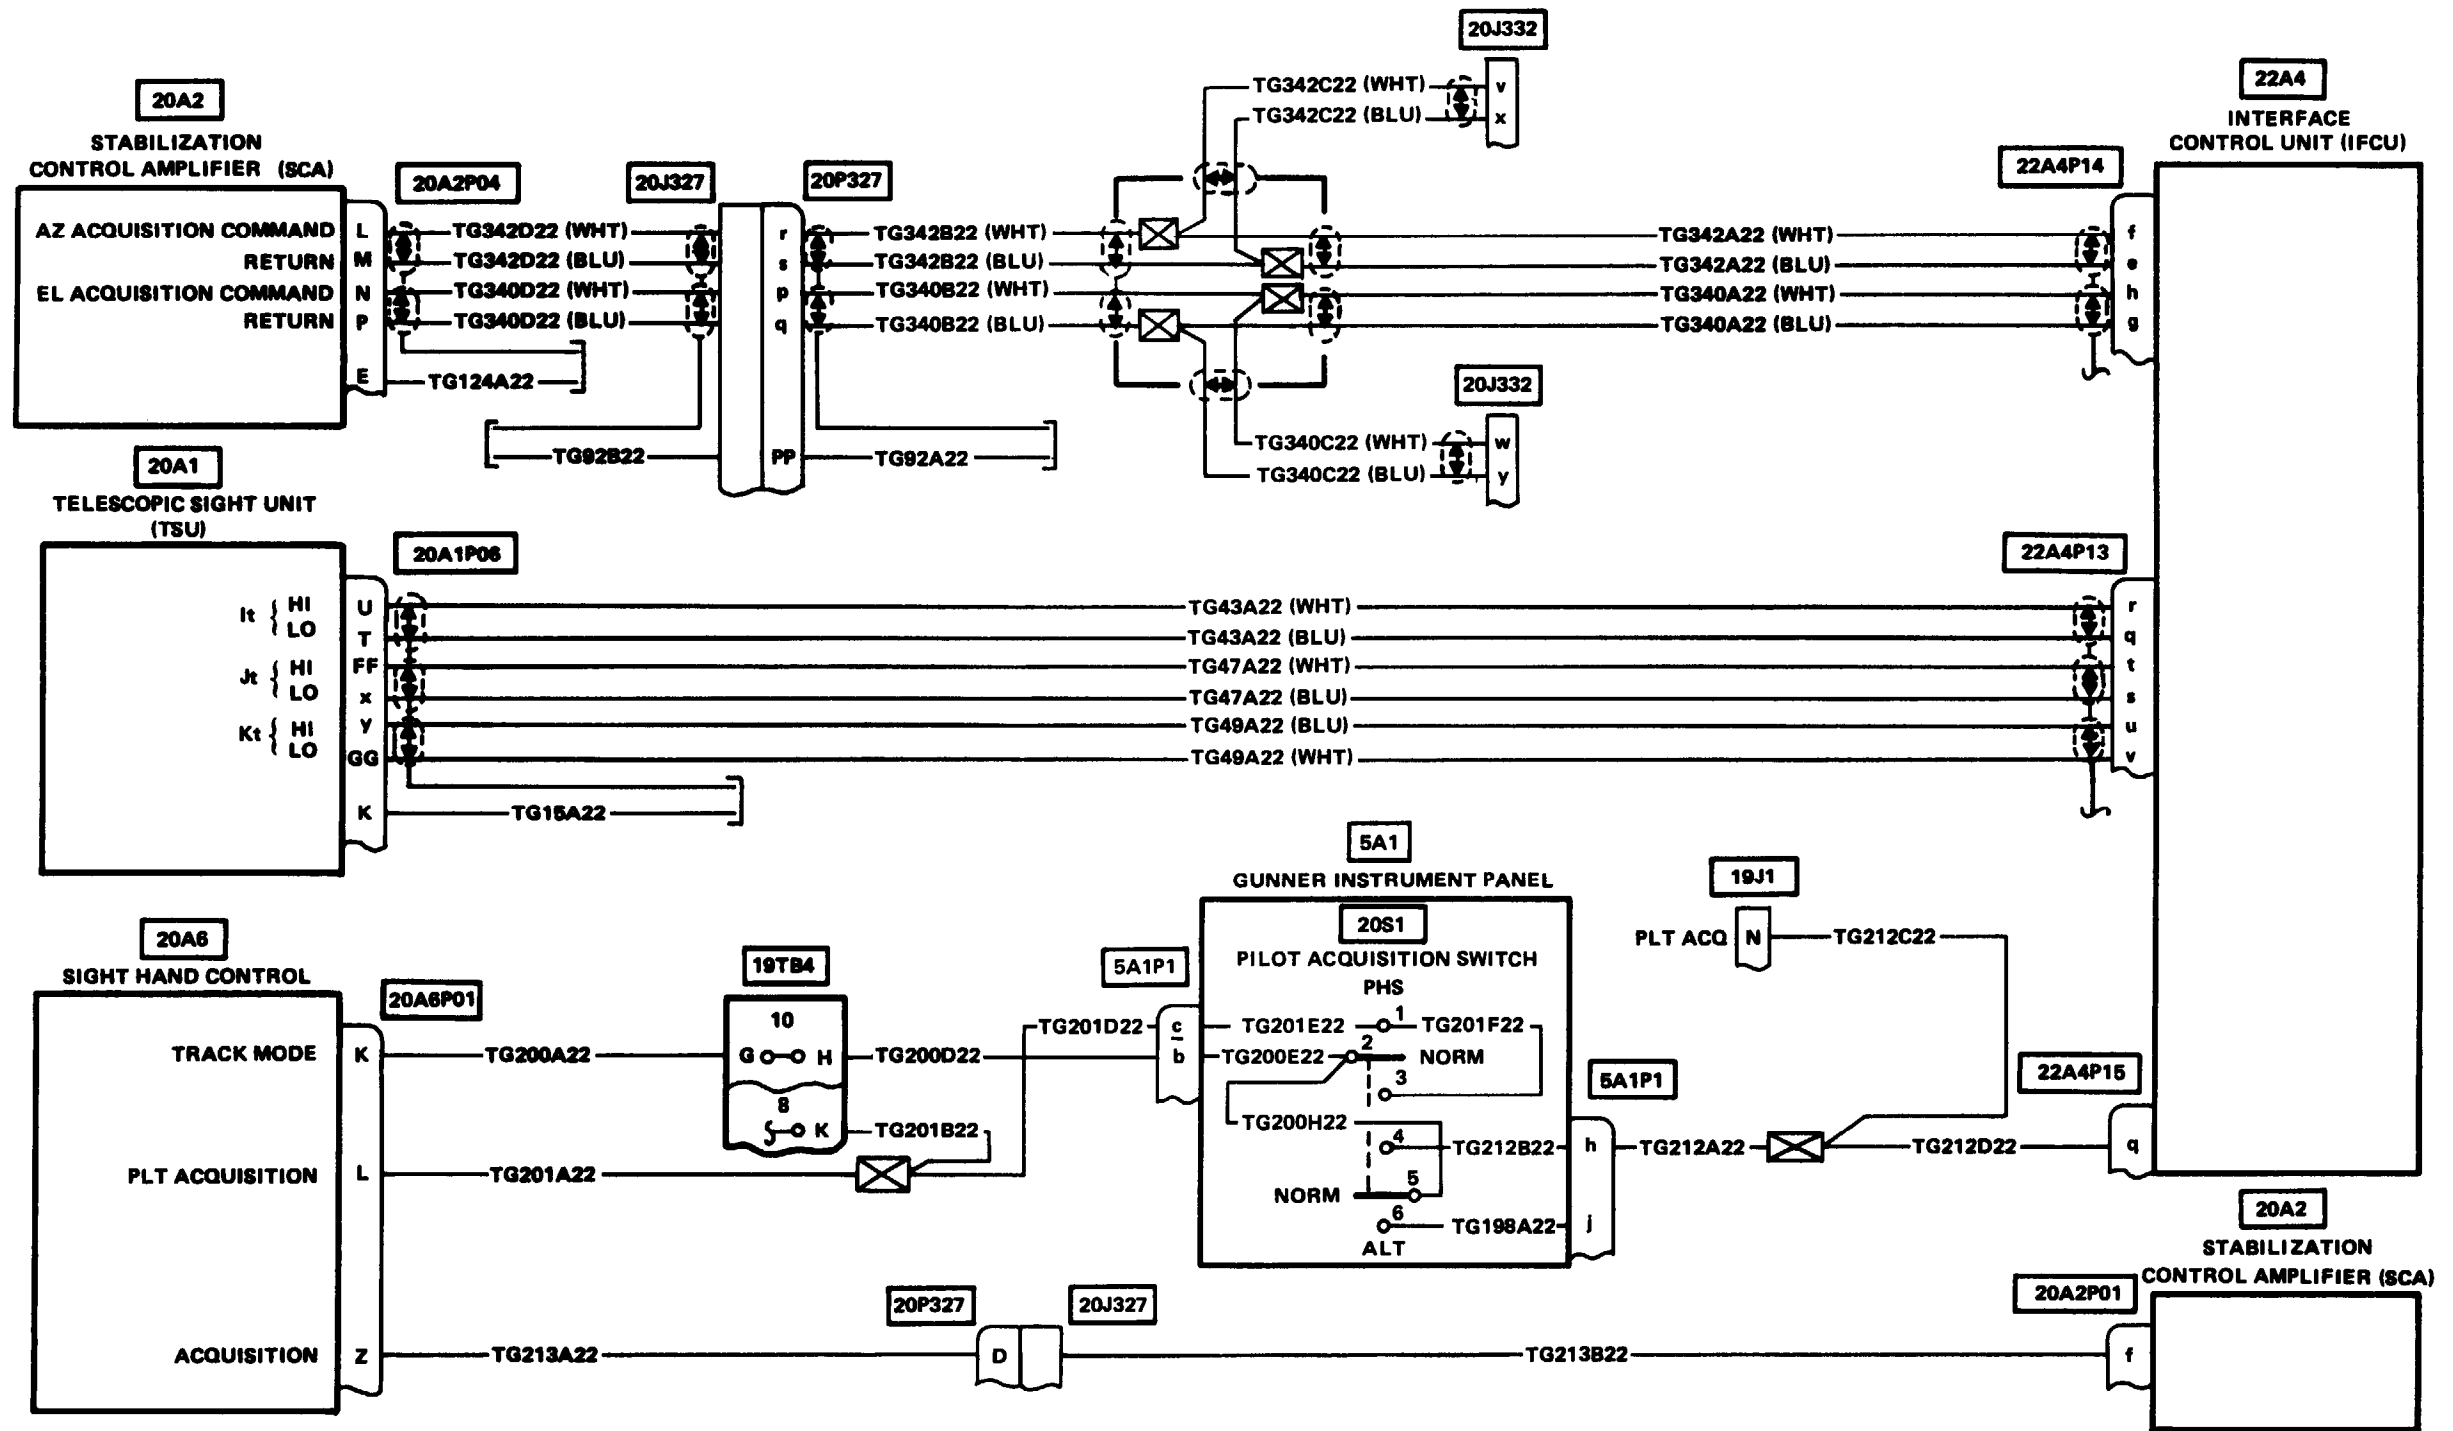 20J332
20A2
22A4
TG342C22 (WHT) v
TG342C22 (BLU) x
STABILIZATION
CONTROL AMPLIFIER (SCA)
INTERFACE
CONTROL UNIT (IFCU)
20A2P04
20J327
20P327
22A4P14
AZ ACQUISITION COMMAND L TG342D22 (WHT) r TG342B22 (WHT) TG342A22 (WHT) f
RETURN M TG342D22 (BLU) s TG342B22 (BLU) TG342A22 (BLU) e
EL ACQUISITION COMMAND N TG340D22 (WHT) p TG340B22 (WHT) TG340A22 (WHT) h
RETURN P TG340D22 (BLU) q TG340B22 (BLU) TG340A22 (BLU) g
E TG124A22
20J332
TG92B22 PP TG92A22
TG340C22 (WHT) w
TG340C22 (BLU) y
20A1
TELESCOPIC SIGHT UNIT
(TSU)
20A1P06
22A4P13
It { HI U TG43A22 (WHT) r
LO T TG43A22 (BLU) q
Jt { HI FF TG47A22 (WHT) t
LO x TG47A22 (BLU) s
Kt { HI y TG49A22 (BLU) u
LO GG TG49A22 (WHT) v
K TG15A22
5A1
GUNNER INSTRUMENT PANEL
19J1
20S1
PLT ACQ N TG212C22
20A6
SIGHT HAND CONTROL
20A6P01
19TB4
5A1P1
PILOT ACQUISITION SWITCH
PHS
10
TG201D22 c TG201E22 1 TG201F22
TRACK MODE K TG200A22 G H TG200D22 b TG200E22 2 NORM
3
5A1P1
22A4P15
8
K TG201B22
TG200H22
4 TG212B22 h TG212A22 TG212D22 q
PLT ACQUISITION L TG201A22
NORM 5
6 TG198A22 j
ALT
20A2
STABILIZATION
CONTROL AMPLIFIER (SCA)
20P327
20J327
20A2P01
ACQUISITION Z TG213A22 D TG213B22 f